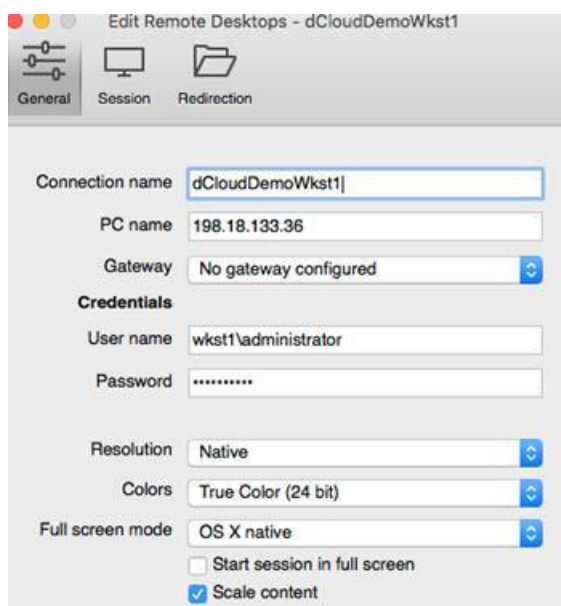 Edit Remote Desktops - dCloudDemoWkst1
General Session Redirection
Connection name dCloudDemoWkst1
PC name 198.18.133.36
Gateway No gateway configured
Credentials
User name wkst1\administrator
Password ••••••••••
Resolution Native
Colors True Color (24 bit)
Full screen mode OS X native
Start session in full screen
Scale content